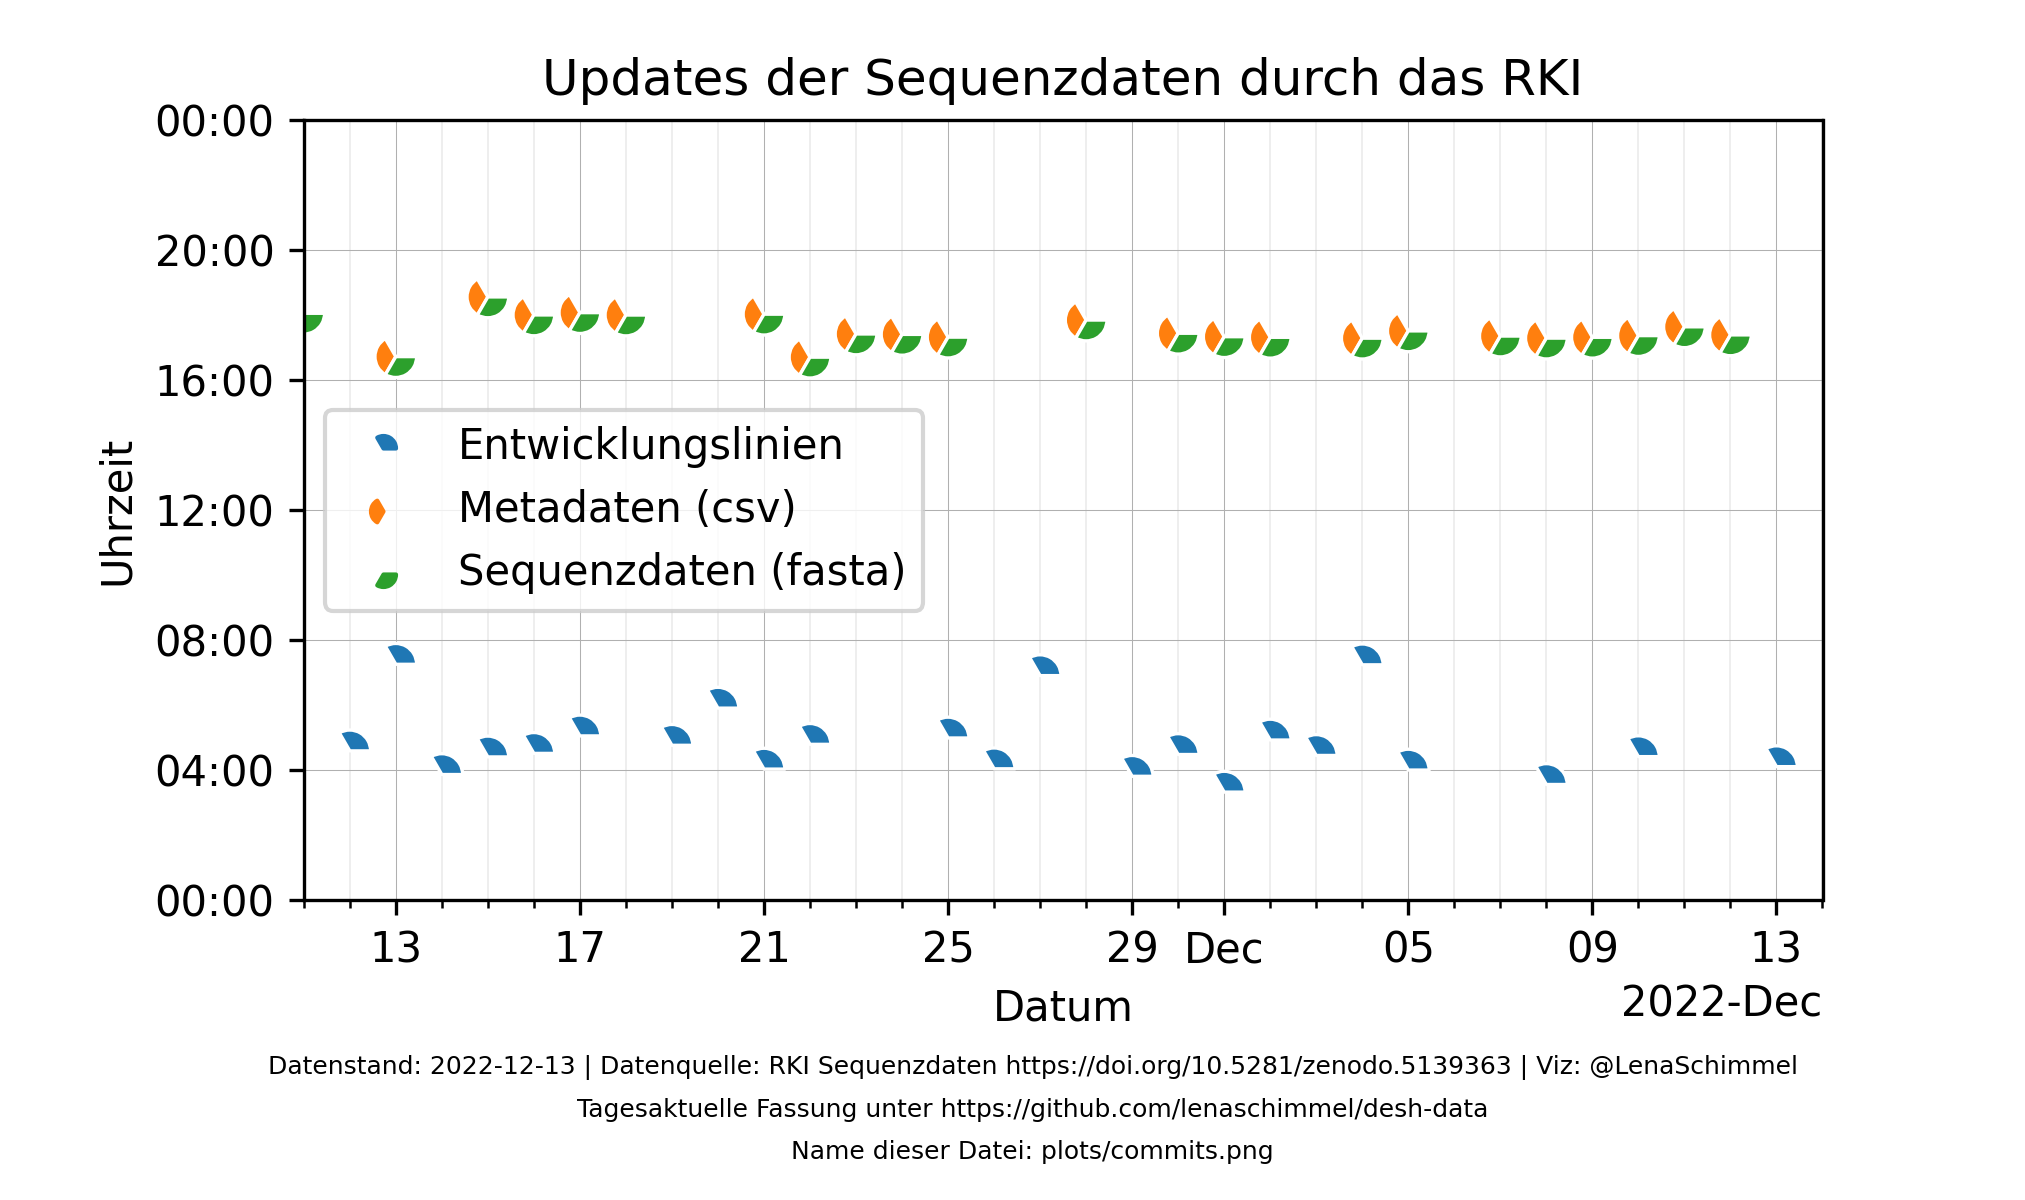 Updates der Sequenzdaten durch das RKI
00:00
20:00
16:00
12:00
08:00
04:00
00:00
Uhrzeit
Entwicklungslinien
Metadaten (csv)
Sequenzdaten (fasta)
13 17 21 25 29 Dec 05 09 13
2022-Dec
Datum
Datenstand: 2022-12-13 | Datenquelle: RKI Sequenzdaten https://doi.org/10.5281/zenodo.5139363 | Viz: @LenaSchimmel
Tagesaktuelle Fassung unter https://github.com/lenaschimmel/desh-data
Name dieser Datei: plots/commits.png